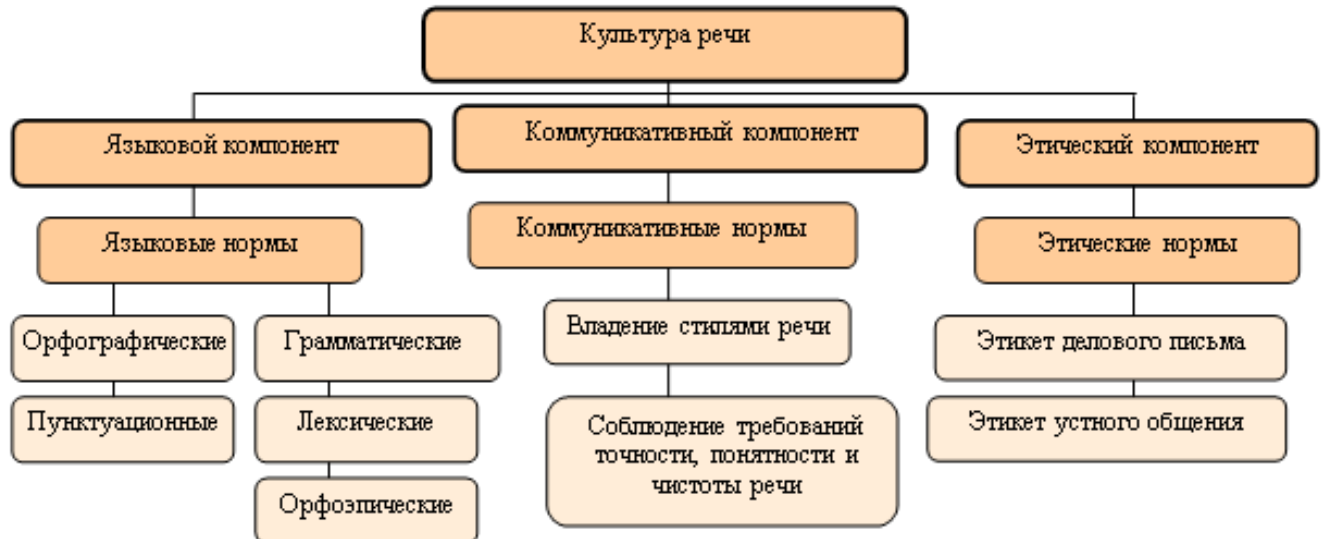 Культура речи
Языковой компонент
Коммуникативный компонент
Этический компонент
Языковые нормы
Коммуникативные нормы
Этические нормы
Орфографические
Грамматические
Владение стилями речи
Этикет делового письма
Пунктуационные
Лексические
Соблюдение требований
точности, понятности и
чистоты речи
Этикет устного общения
Орфоэпические